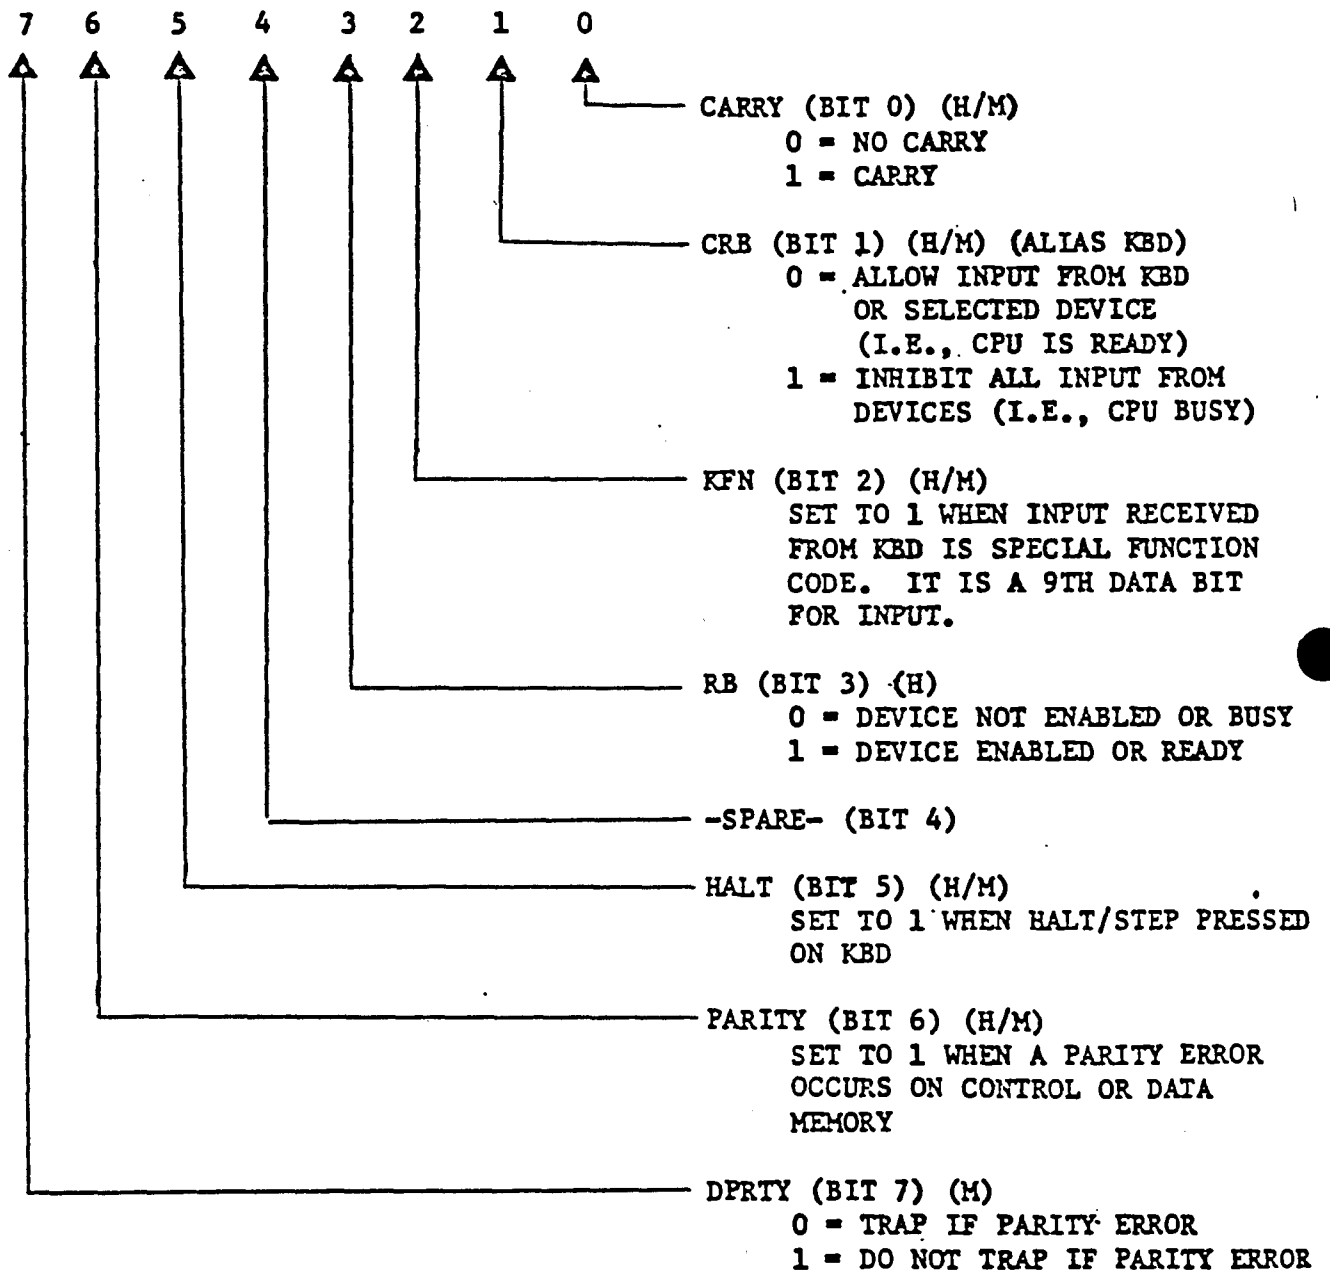 7 6 5 4 3 2 1 0
CARRY (BIT 0) (H/M)
0 = NO CARRY
1 = CARRY
CRB (BIT 1) (H/M) (ALIAS KBD)
0 = ALLOW INPUT FROM KBD
OR SELECTED DEVICE
(I.E., CPU IS READY)
1 = INHIBIT ALL INPUT FROM
DEVICES (I.E., CPU BUSY)
KFN (BIT 2) (H/M)
SET TO 1 WHEN INPUT RECEIVED
FROM KBD IS SPECIAL FUNCTION
CODE. IT IS A 9TH DATA BIT
FOR INPUT.
RB (BIT 3) (H)
0 = DEVICE NOT ENABLED OR BUSY
1 = DEVICE ENABLED OR READY
-SPARE- (BIT 4)
HALT (BIT 5) (H/M)
SET TO 1 WHEN HALT/STEP PRESSED
ON KBD
PARITY (BIT 6) (H/M)
SET TO 1 WHEN A PARITY ERROR
OCCURS ON CONTROL OR DATA
MEMORY
DPRTY (BIT 7) (M)
0 = TRAP IF PARITY ERROR
1 = DO NOT TRAP IF PARITY ERROR